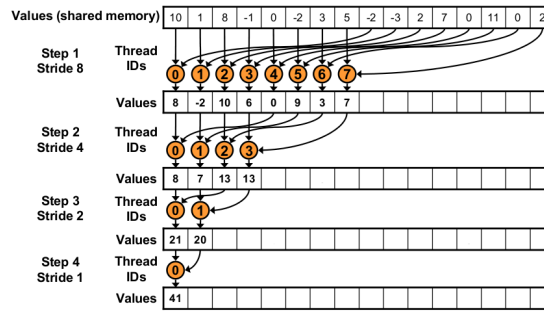 Values (shared memory) 10 1 8 -1 0 -2 3 5 -2 -3 2 7 0 11 0 2
Step 1 Stride 8 Thread IDs 0 1 2 3 4 5 6 7
Values 8 -2 10 6 0 9 3 7
Step 2 Stride 4 Thread IDs 0 1 2 3
Values 8 7 13 13
Step 3 Stride 2 Thread IDs 0 1
Values 21 20
Step 4 Stride 1 Thread IDs 0
Values 41